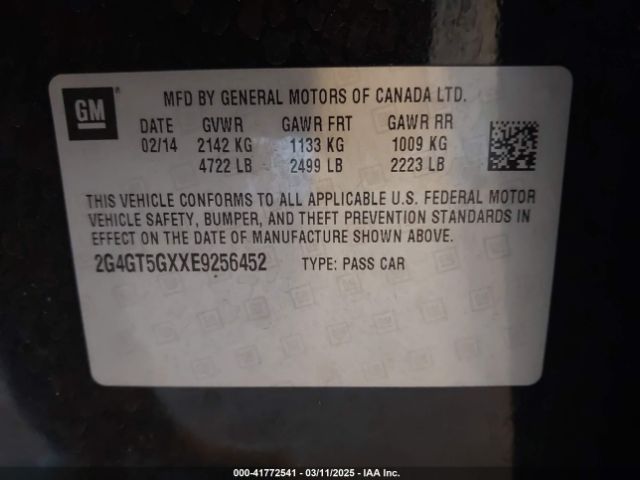 GM
MFD BY GENERAL MOTORS OF CANADA LTD.
DATE GVWR GAWR FRT GAWR RR
02/14 2142 KG 1133 KG 1009 KG
4722 LB 2499 LB 2223 LB
THIS VEHICLE CONFORMS TO ALL APPLICABLE U.S. FEDERAL MOTOR
VEHICLE SAFETY, BUMPER, AND THEFT PREVENTION STANDARDS IN
EFFECT ON THE DATE OF MANUFACTURE SHOWN ABOVE.
2G4GT5GXXE9256452 TYPE: PASS CAR
000-41772541 - 03/11/2025 - IAA Inc.